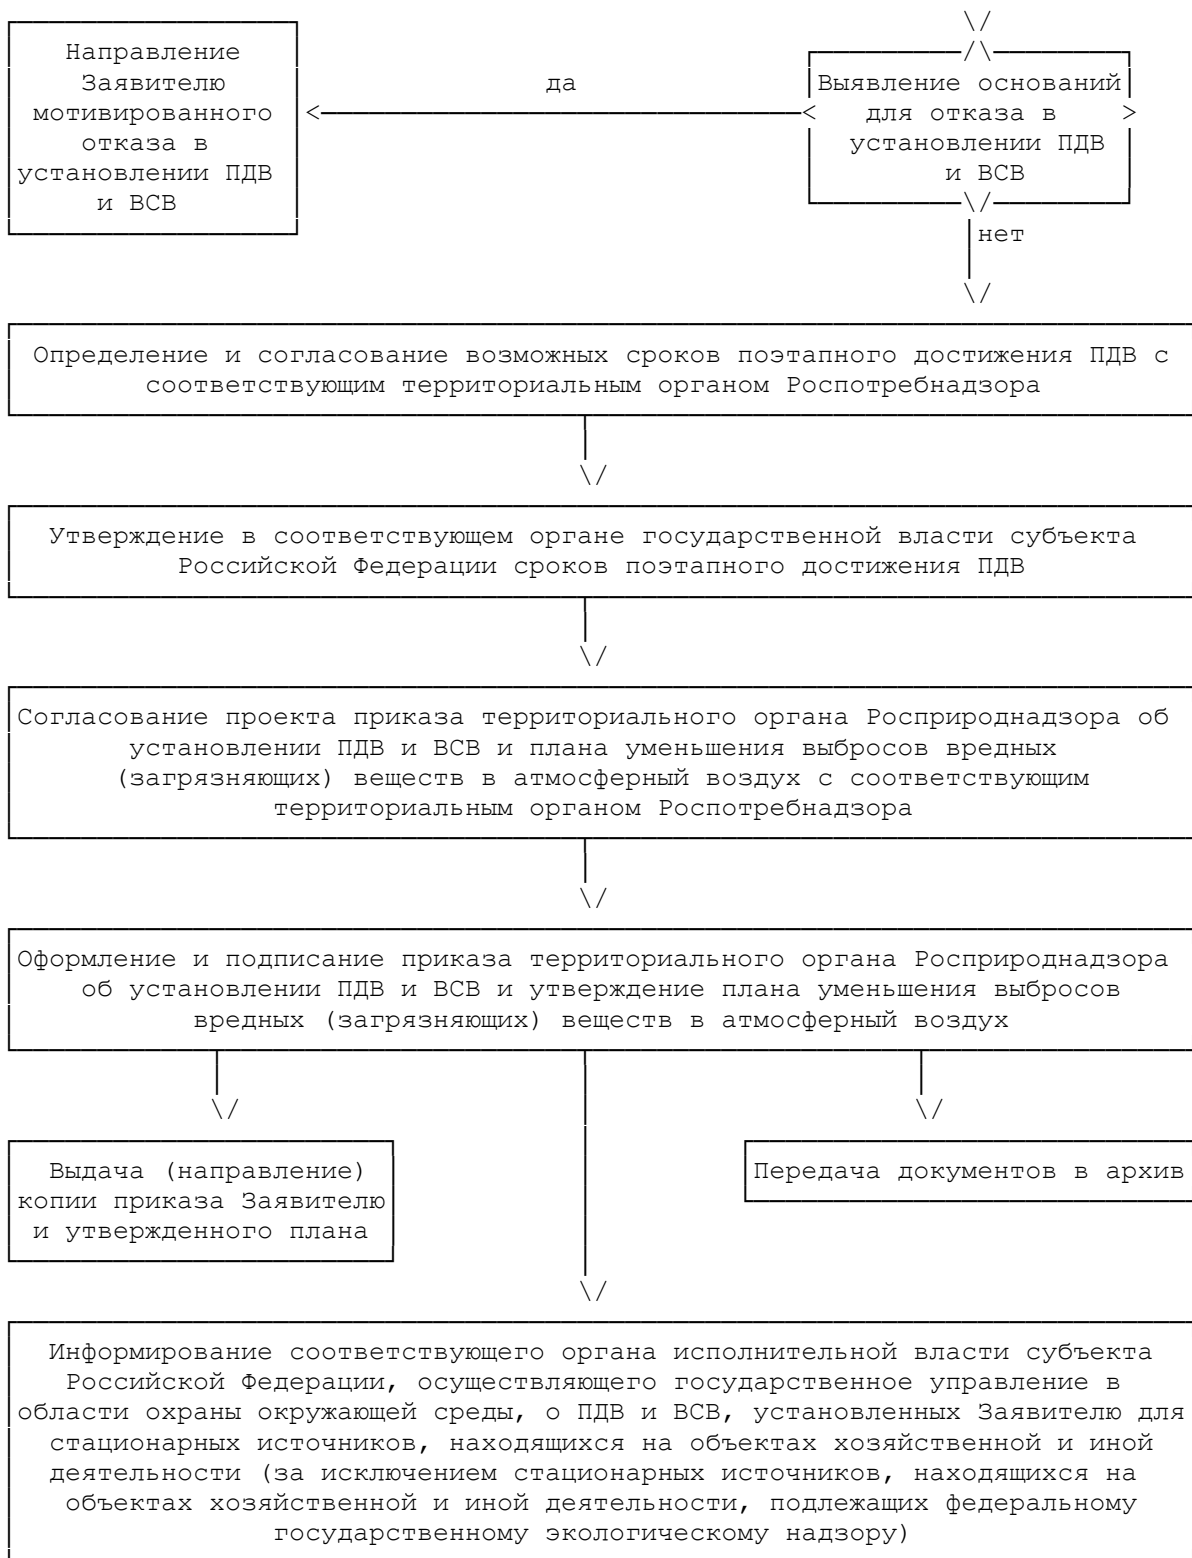 Направление
Заявителю
мотивированного
отказа в
установлении ПДВ
и ВСВ
да
Выявление оснований
для отказа в
установлении ПДВ
и ВСВ
нет
Определение и согласование возможных сроков поэтапного достижения ПДВ с
соответствующим территориальным органом Роспотребнадзора
Утверждение в соответствующем органе государственной власти субъекта
Российской Федерации сроков поэтапного достижения ПДВ
Согласование проекта приказа территориального органа Росприроднадзора об
установлении ПДВ и ВСВ и плана уменьшения выбросов вредных
(загрязняющих) веществ в атмосферный воздух с соответствующим
территориальным органом Роспотребнадзора
Оформление и подписание приказа территориального органа Росприроднадзора
об установлении ПДВ и ВСВ и утверждение плана уменьшения выбросов
вредных (загрязняющих) веществ в атмосферный воздух
Выдача (направление)
копии приказа Заявителю
и утвержденного плана
Передача документов в архив
Информирование соответствующего органа исполнительной власти субъекта
Российской Федерации, осуществляющего государственное управление в
области охраны окружающей среды, о ПДВ и ВСВ, установленных Заявителю для
стационарных источников, находящихся на объектах хозяйственной и иной
деятельности (за исключением стационарных источников, находящихся на
объектах хозяйственной и иной деятельности, подлежащих федеральному
государственному экологическому надзору)